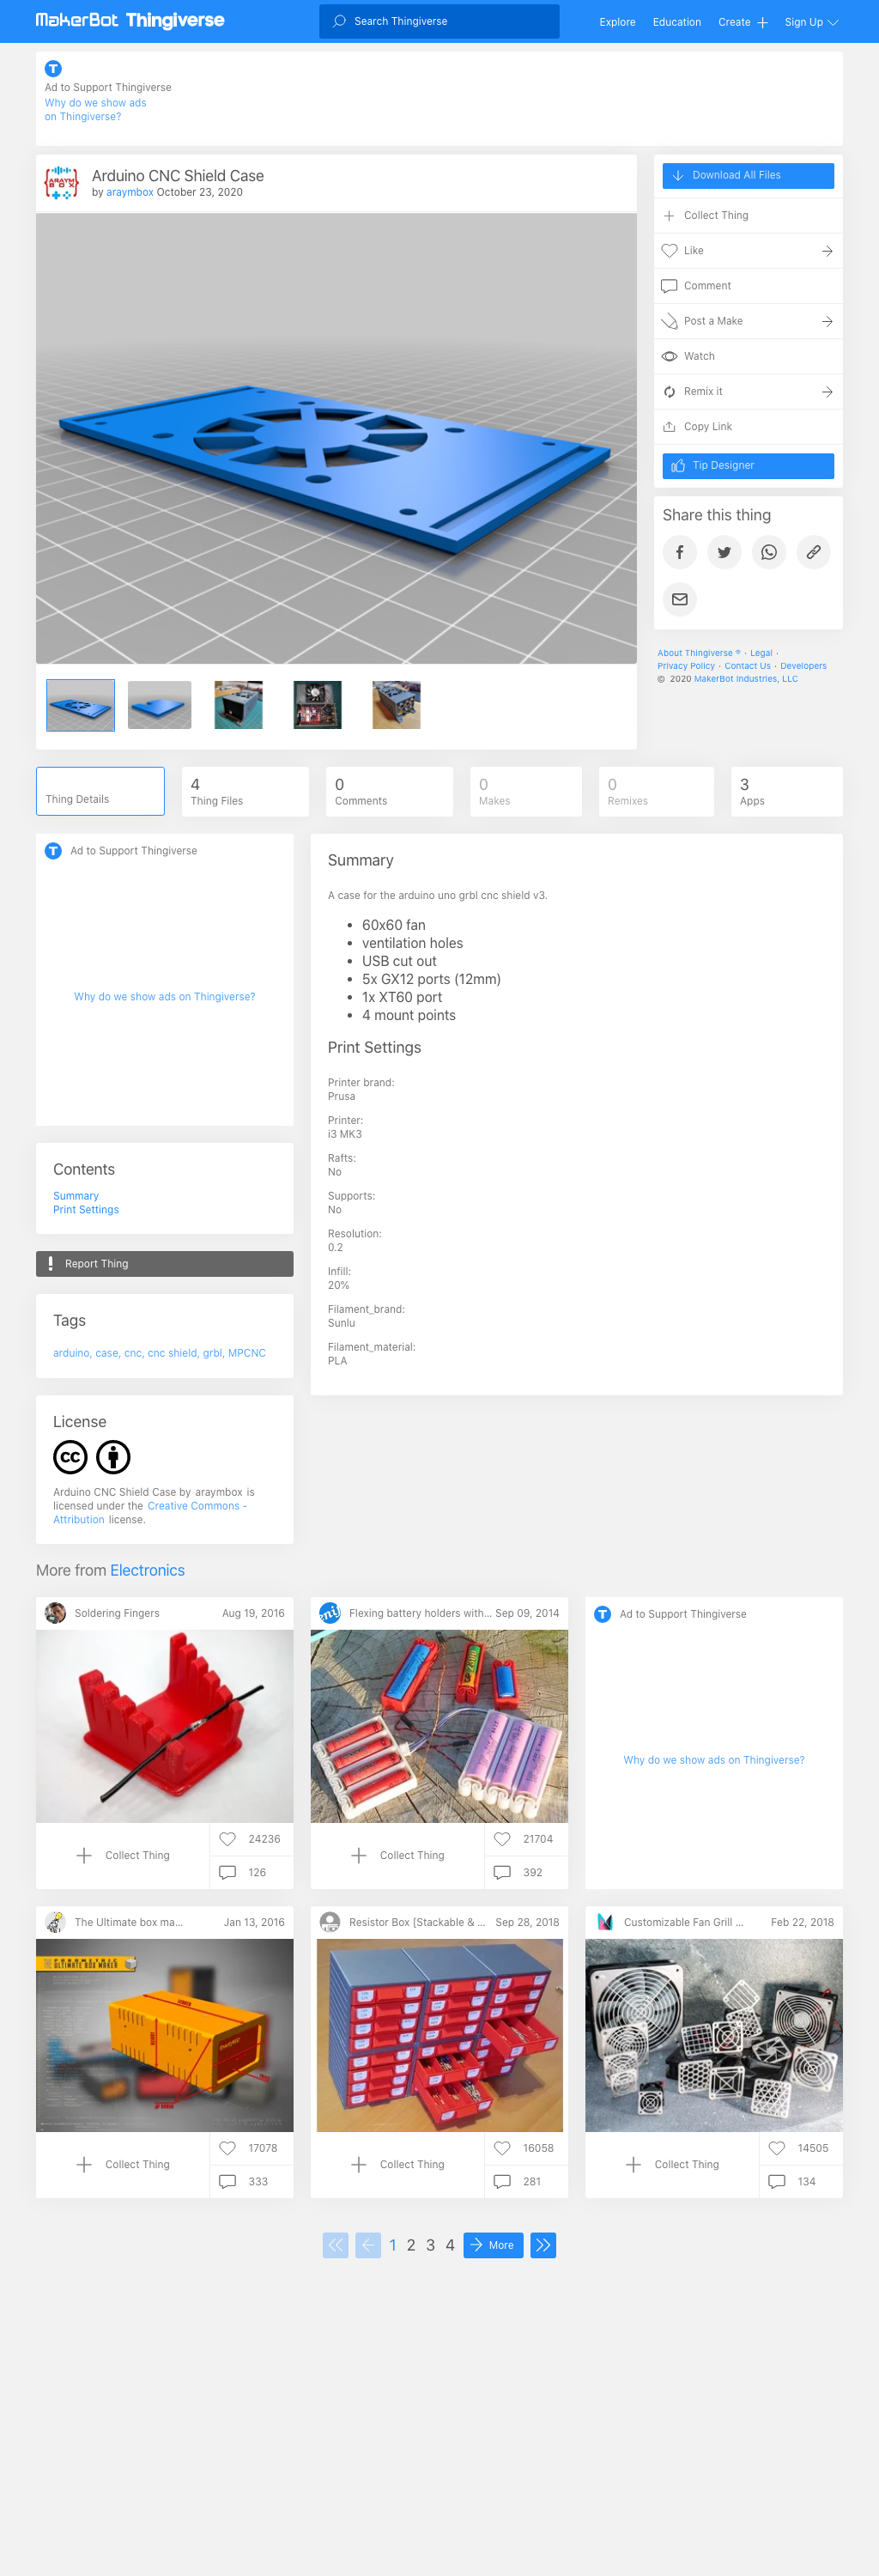 MakerBot Thingiverse
Search Thingiverse
Explore
Education
Create
Sign Up
Ad to Support Thingiverse
Why do we show ads
on Thingiverse?
ARAYM
BOX
Arduino CNC Shield Case
by araymbox October 23, 2020
Download All Files
Collect Thing
Like
Comment
Post a Make
Watch
Remix it
Copy Link
Tip Designer
Share this thing
About Thingiverse ® · Legal ·
Privacy Policy · Contact Us · Developers
© 2020 MakerBot Industries, LLC
Thing Details
4
Thing Files
0
Comments
0
Makes
0
Remixes
3
Apps
Ad to Support Thingiverse
Why do we show ads on Thingiverse?
Contents
Summary
Print Settings
Report Thing
Tags
arduino, case, cnc, cnc shield, grbl, MPCNC
License
cc
Arduino CNC Shield Case by araymbox is
licensed under the Creative Commons -
Attribution license.
Summary
A case for the arduino uno grbl cnc shield v3.
• 60x60 fan
• ventilation holes
• USB cut out
• 5x GX12 ports (12mm)
• 1x XT60 port
• 4 mount points
Print Settings
Printer brand:
Prusa
Printer:
i3 MK3
Rafts:
No
Supports:
No
Resolution:
0.2
Infill:
20%
Filament_brand:
Sunlu
Filament_material:
PLA
More from Electronics
Soldering Fingers Aug 19, 2016
Collect Thing
24236
126
Flexing battery holders with... Sep 09, 2014
Collect Thing
21704
392
Ad to Support Thingiverse
Why do we show ads on Thingiverse?
The Ultimate box ma... Jan 13, 2016
ULTIMATE BOX MAKER
Collect Thing
17078
333
Resistor Box [Stackable & ... Sep 28, 2018
Collect Thing
16058
281
Customizable Fan Grill ... Feb 22, 2018
Collect Thing
14505
134
1 2 3 4 More